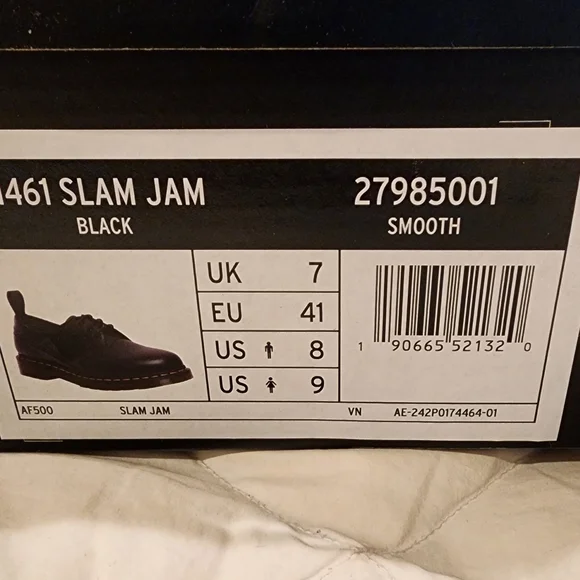 1461 SLAM JAM 27985001
BLACK SMOOTH
UK 7
EU 41
US 8
US 9
1 90665 52132 0
AF500 SLAM JAM VN AE-242P0174464-01